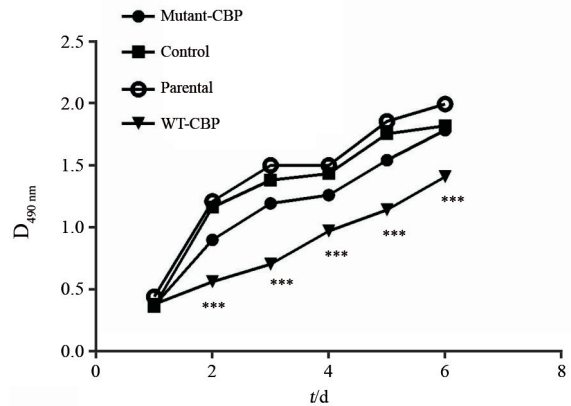 Mutant-CBP
Control
Parental
WT-CBP
2.5
2.0
1.5
1.0
0.5
0.0
D490 nm
***
***
***
***
***
0 2 4 6 8
t/d